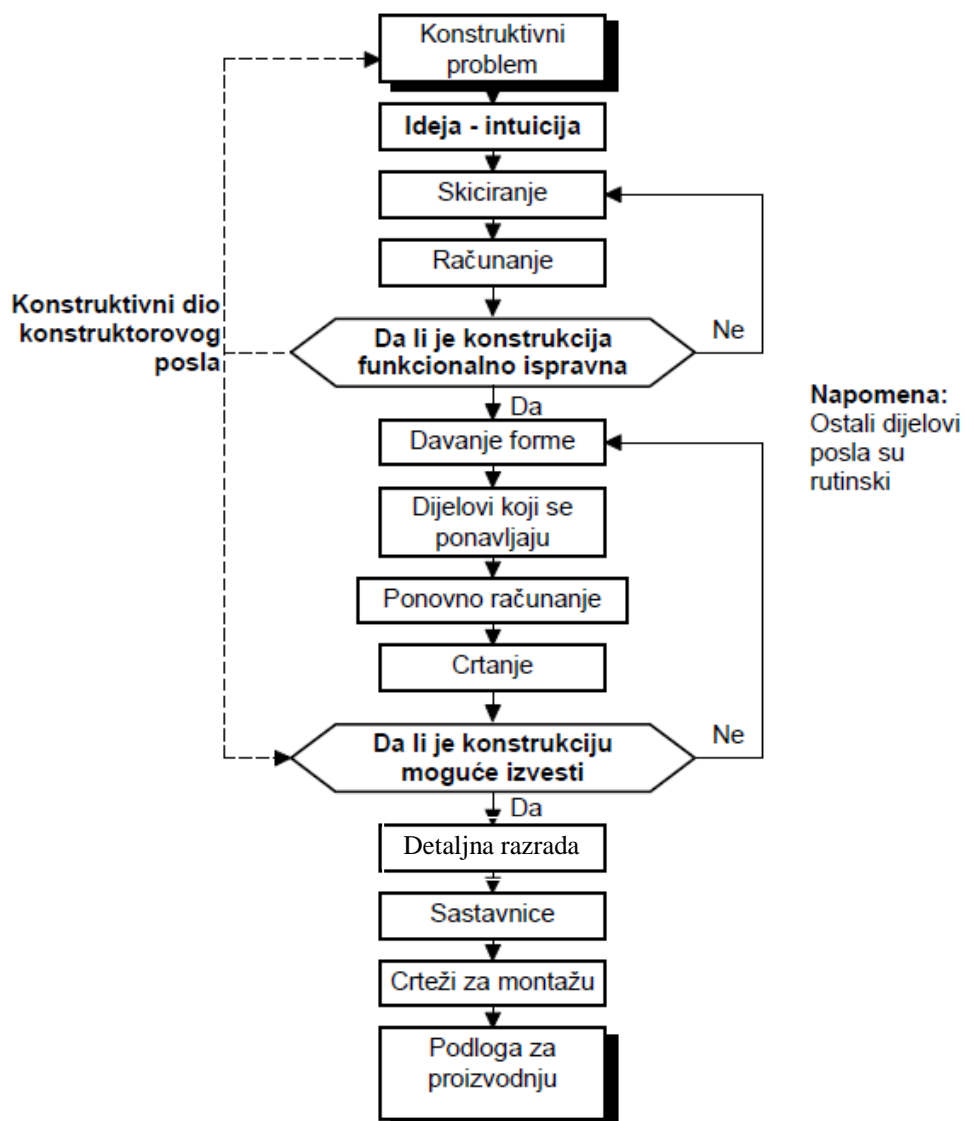 Konstruktivni
problem
Ideja - intuicija
Skiciranje
Računanje
Konstruktivni dio
konstruktorovog
posla
Da li je konstrukcija
funkcionalno ispravna
Ne
Da
Napomena:
Ostali dijelovi
posla su
rutinski
Davanje forme
Dijelovi koji se
ponavljaju
Ponovno računanje
Crtanje
Da li je konstrukciju
moguće izvesti
Ne
Da
Detaljna razrada
Sastavnice
Crteži za montažu
Podloga za
proizvodnju